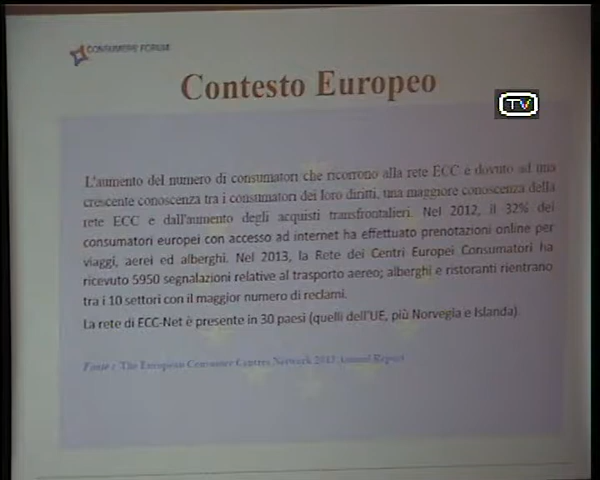 CONSUMERS' FORUM
Contesto Europeo
TV
L'aumento del numero di consumatori che ricorrono alla rete ECC è dovuto ad una
crescente conoscenza tra i consumatori dei loro diritti, una maggiore conoscenza della
rete ECC e dall'aumento degli acquisti transfrontalieri. Nel 2012, il 32% dei
consumatori europei con accesso ad internet ha effettuato prenotazioni online per
viaggi, aerei ed alberghi. Nel 2013, la Rete dei Centri Europei Consumatori ha
ricevuto 5950 segnalazioni relative al trasporto aereo; alberghi e ristoranti rientrano
tra i 10 settori con il maggior numero di reclami.
La rete di ECC-Net è presente in 30 paesi (quelli dell'UE, più Norvegia e Islanda)
The European Consumer Centres Network 2013 Annual Report